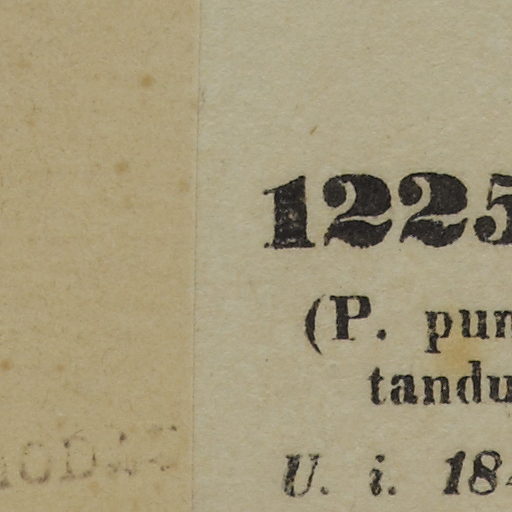 1225
(P. pun
tandu
U. i. 18